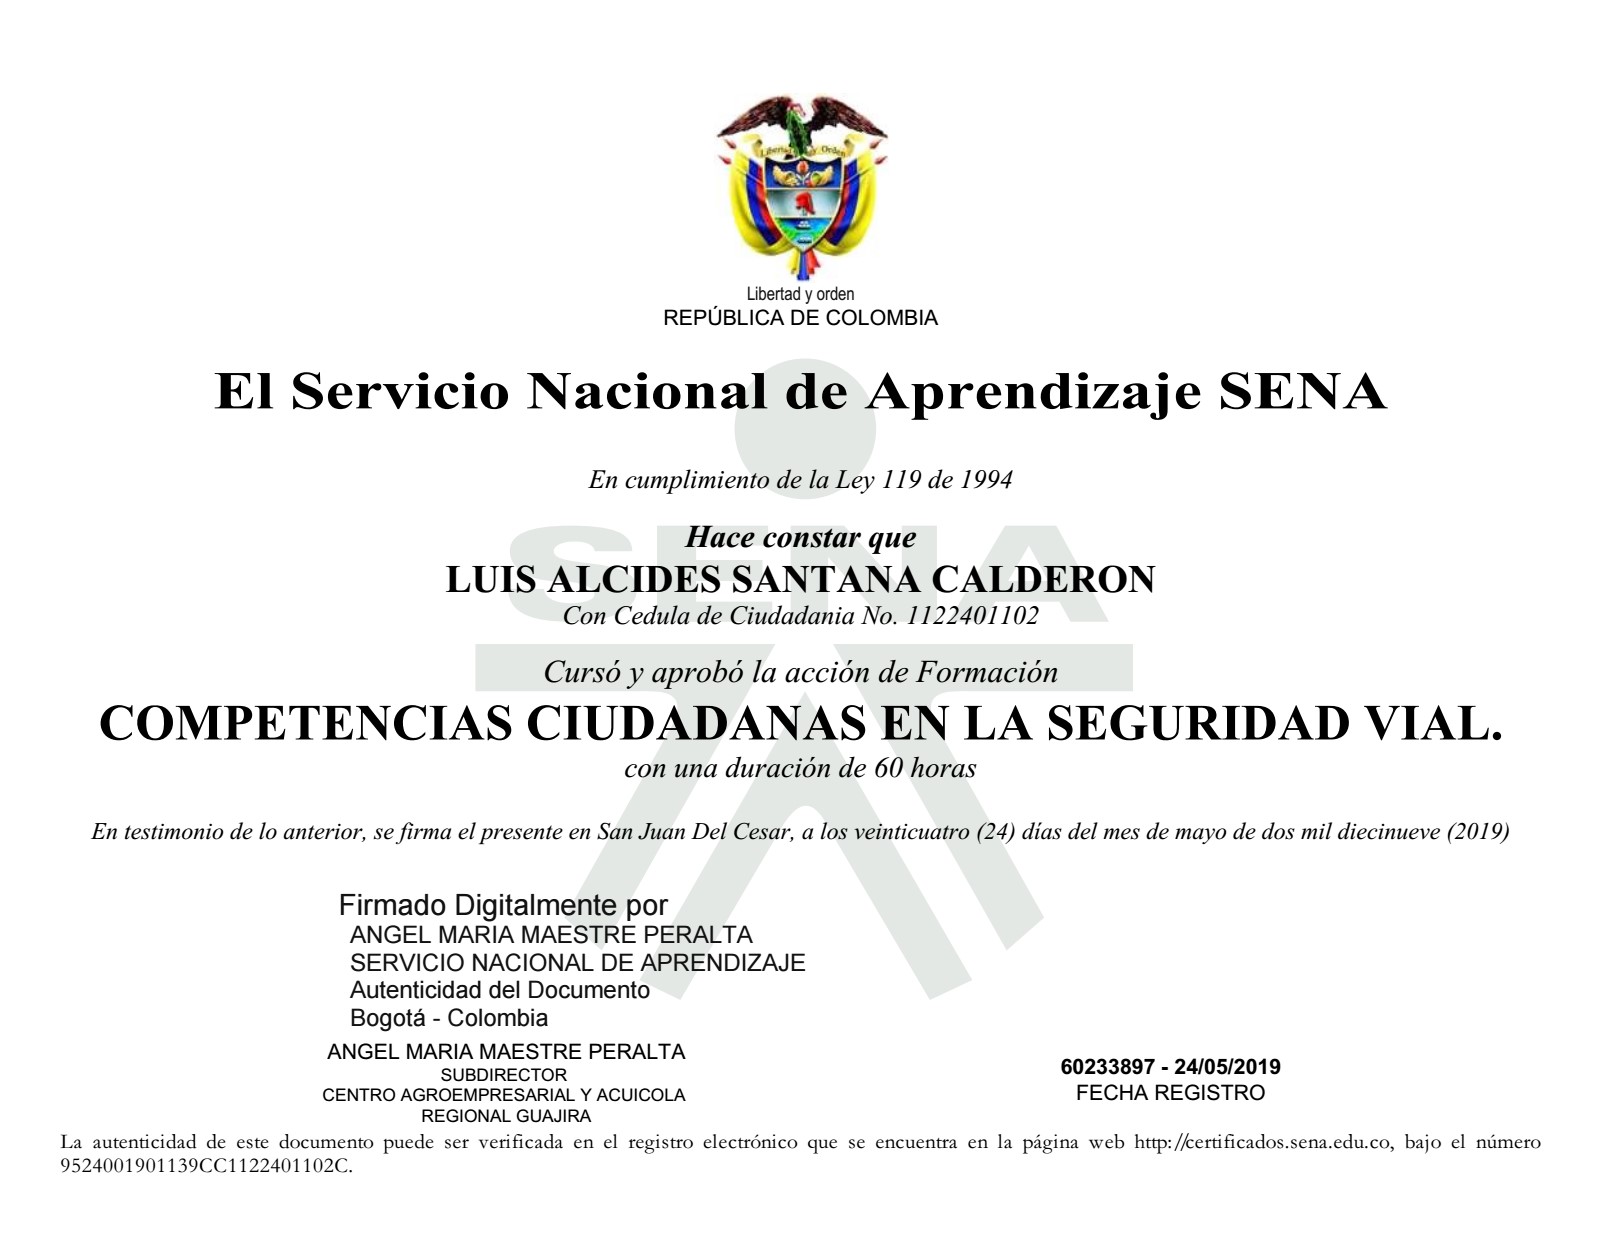 Libertad y Orden
Libertad y orden
REPÚBLICA DE COLOMBIA
El Servicio Nacional de Aprendizaje SENA
En cumplimiento de la Ley 119 de 1994
SENA
Hace constar que
LUIS ALCIDES SANTANA CALDERON
Con Cedula de Ciudadania No. 1122401102
Cursó y aprobó la acción de Formación
COMPETENCIAS CIUDADANAS EN LA SEGURIDAD VIAL.
con una duración de 60 horas
En testimonio de lo anterior, se firma el presente en San Juan Del Cesar, a los veinticuatro (24) días del mes de mayo de dos mil diecinueve (2019)
Firmado Digitalmente por
ANGEL MARIA MAESTRE PERALTA
SERVICIO NACIONAL DE APRENDIZAJE
Autenticidad del Documento
Bogotá - Colombia
ANGEL MARIA MAESTRE PERALTA
SUBDIRECTOR
CENTRO AGROEMPRESARIAL Y ACUICOLA
REGIONAL GUAJIRA
60233897 - 24/05/2019
FECHA REGISTRO
La autenticidad de este documento puede ser verificada en el registro electrónico que se encuentra en la página web http://certificados.sena.edu.co, bajo el número
9524001901139CC1122401102C.